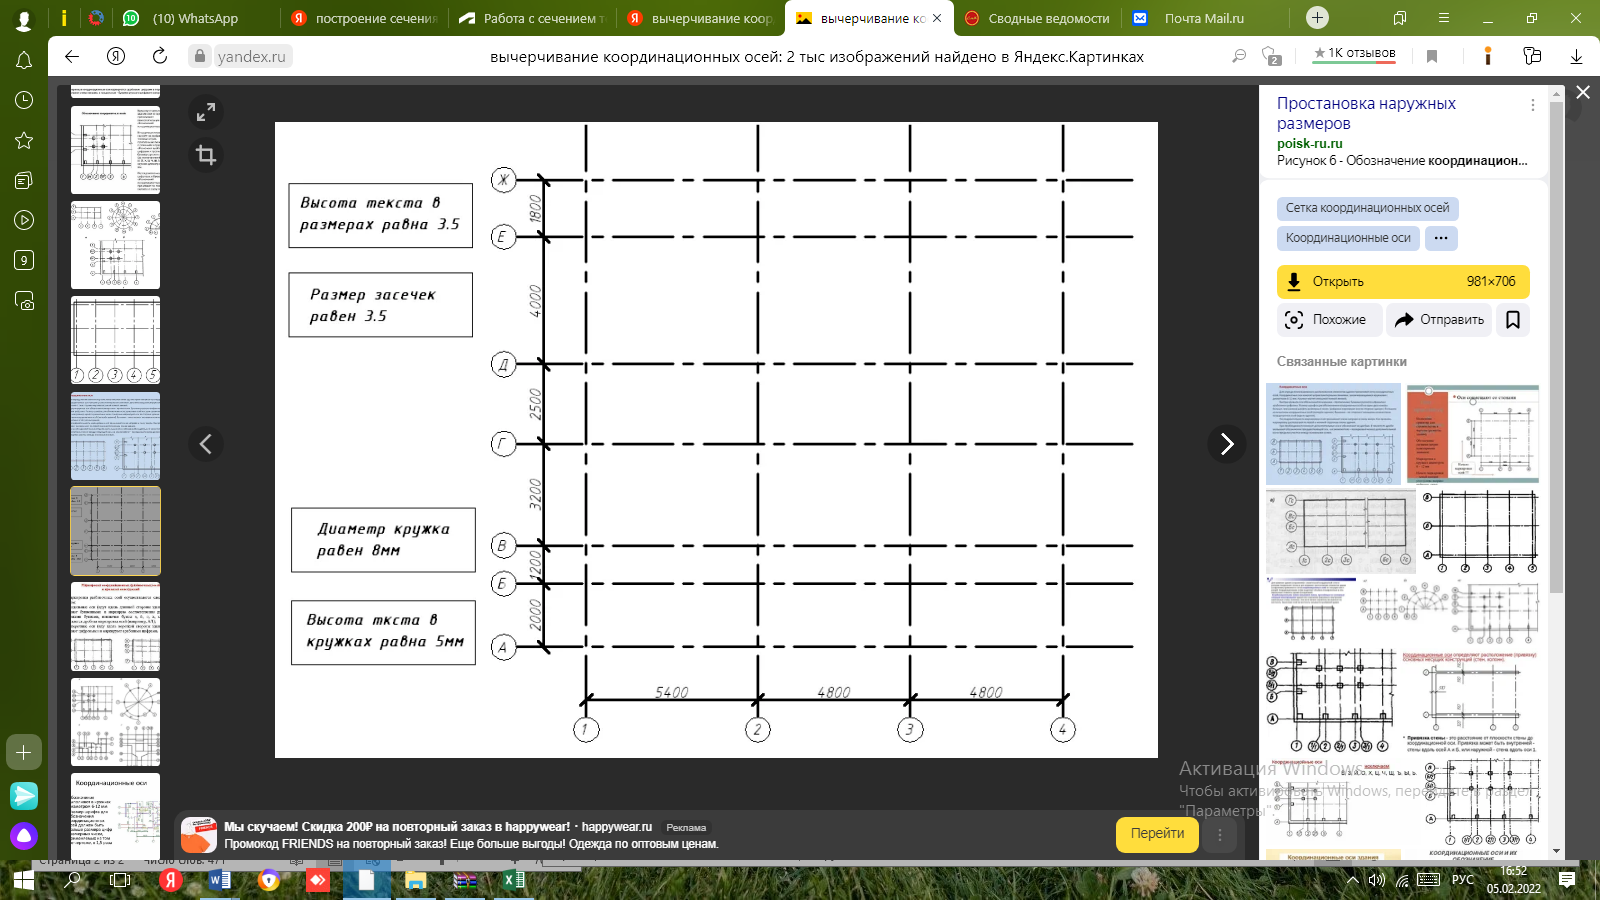 (10) WhatsApp
построение сечения
Работа с сечением т
вычерчивание коор
вычерчивание ко
Сводные ведомости
Почта Mail.ru
yandex.ru
вычерчивание координационных осей: 2 тыс изображений найдено в Яндекс.Картинках
2
★ 1К отзывов
9
Высота текста в
размерах равна 3.5
Размер засечек
равен 3.5
Диаметр кружка
равен 8мм
Высота ткста в
кружках равна 5мм
Ж
1800
Е
4000
Д
2500
Г
3200
В
1200
Б
2000
А
5400
4800
4800
1
2
3
4
Простановка наружных
размеров
poisk-ru.ru
Рисунок 6 - Обозначение координацион...
Сетка координационных осей
Координационные оси
Открыть
981×706
Похожие
Отправить
Связанные картинки
Координационные оси
Активация Windows
Чтобы активировать Windows, перейдите в раздел
"Параметры".
Мы скучаем! Скидка 200₽ на повторный заказ в happywear! · happywear.ru
Реклама
Промокод FRIENDS на повторный заказ! Еще больше выгоды! Одежда по оптовым ценам.
Перейти
Страница 2 из 2
Число слов: 471
РУС
16:52
05.02.2022